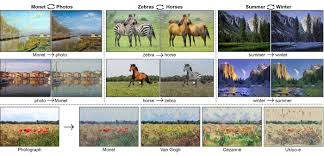 Monet Photos
Zebras Horses
Summer Winter
Monet → photo
zebra → horse
summer → winter
photo → Monet
horse → zebra
winter → summer
Photograph
Monet
Van Gogh
Cezanne
Ukiyo-e